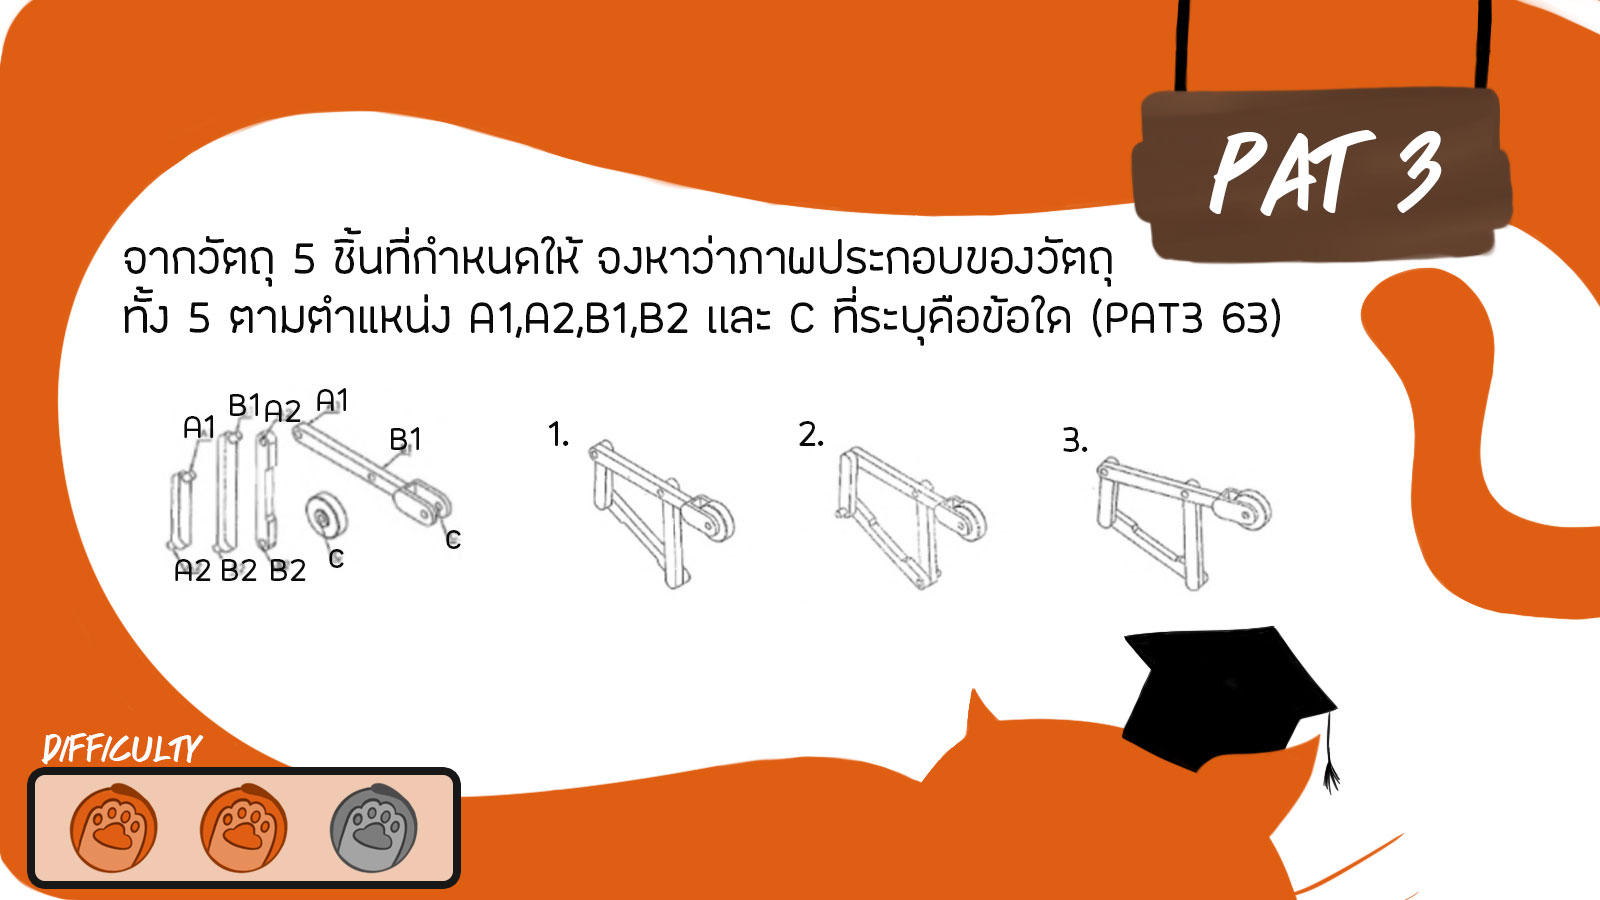 PAT 3
จากวัตถุ 5 ชิ้นที่กำหนดให้ จงหาว่าภาพประกอบของวัตถุ
ทั้ง 5 ตามตำแหน่ง A1,A2,B1,B2 และ C ที่ระบุคือข้อใด (PAT3 63)
A1 B1 A2 A1
B1
A2 B2 B2 C C
1. 2. 3.
DIFFICULTY